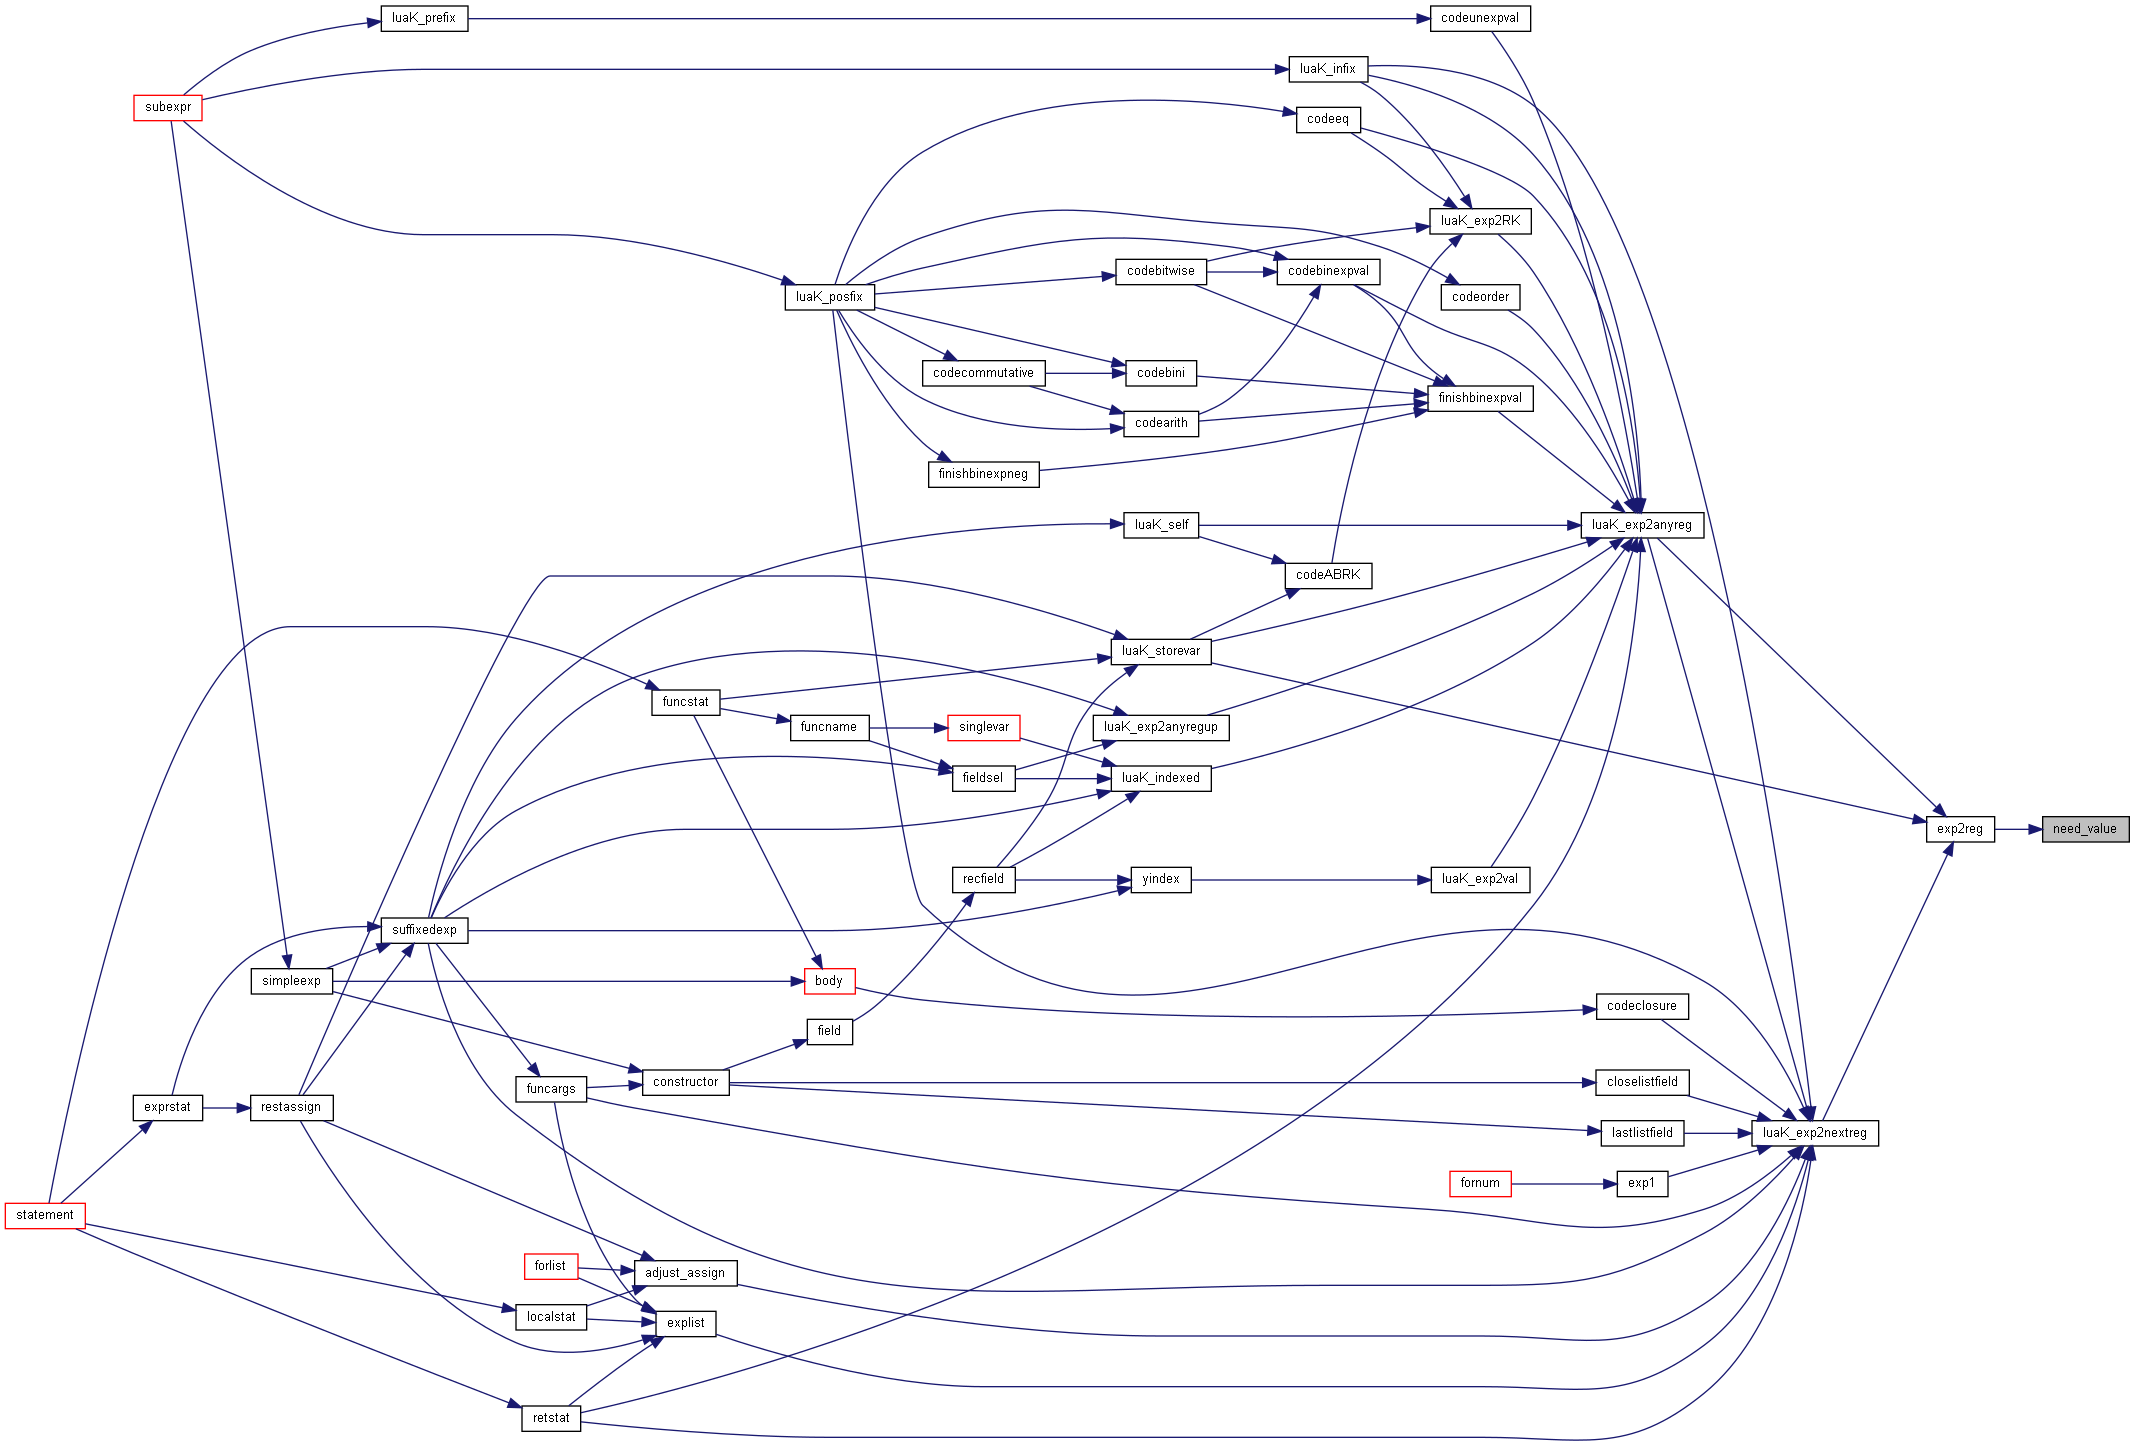 luaK_prefix
codeunexpval
luaK_infix
subexpr
codeeq
luaK_exp2RK
codebitwise
codebinexpval
luaK_posfix
codeorder
codecommutative
codebini
finishbinexpval
codearith
finishbinexpneg
luaK_self
luaK_exp2anyreg
codeABRK
luaK_storevar
funcstat
funcname
singlevar
luaK_exp2anyregup
fieldsel
luaK_indexed
exp2reg
need_value
recfield
yindex
luaK_exp2val
suffixedexp
simpleexp
body
codeclosure
field
constructor
funcargs
closelistfield
exprstat
restassign
lastlistfield
luaK_exp2nextreg
fornum
exp1
statement
forlist
adjust_assign
localstat
explist
retstat